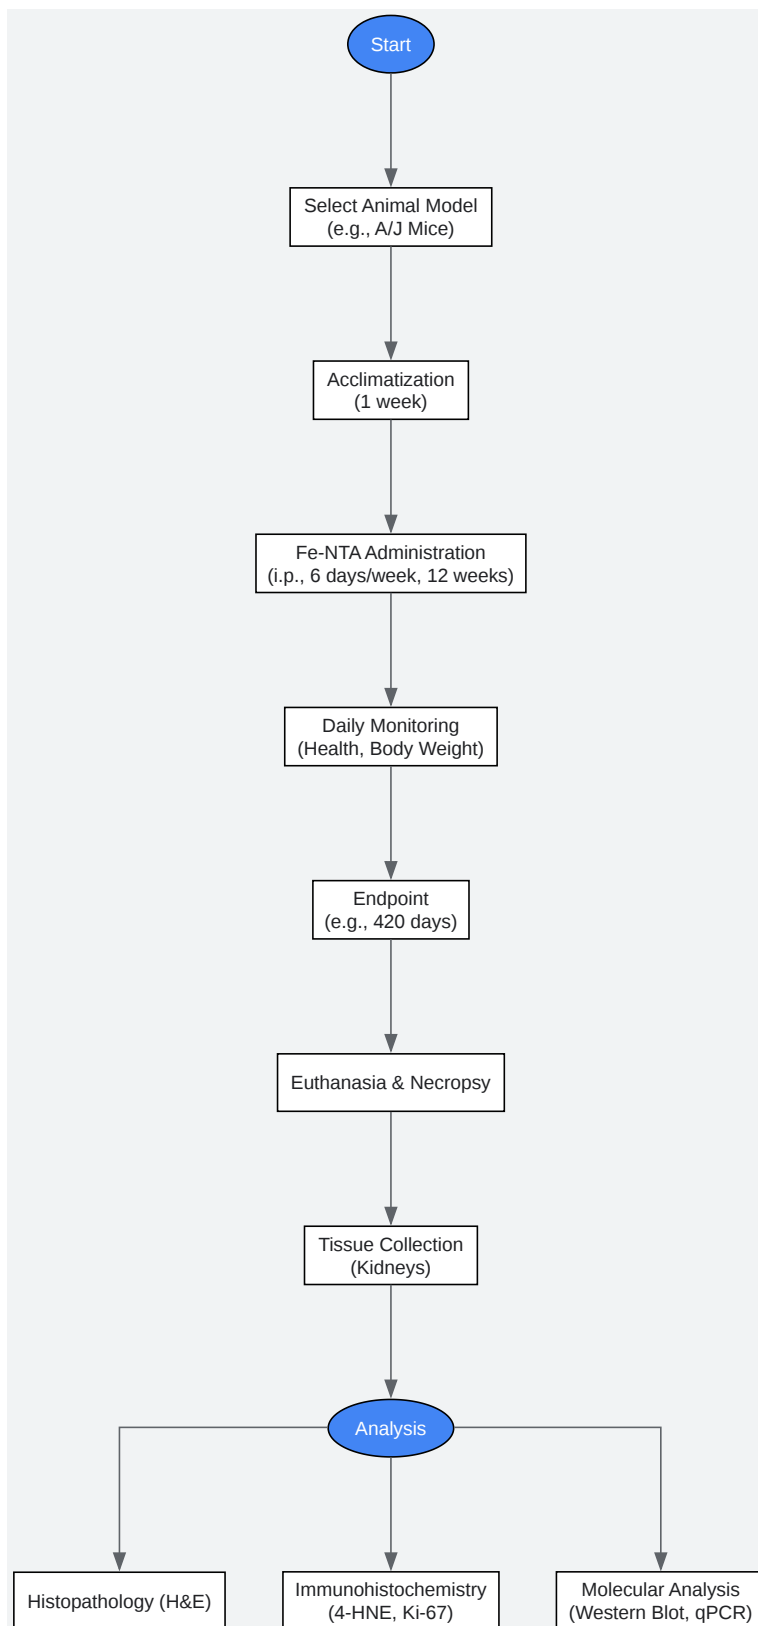 Start
Select Animal Model
(e.g., A/J Mice)
Acclimatization
(1 week)
Fe-NTA Administration
(i.p., 6 days/week, 12 weeks)
Daily Monitoring
(Health, Body Weight)
Endpoint
(e.g., 420 days)
Euthanasia & Necropsy
Tissue Collection
(Kidneys)
Analysis
Histopathology (H&E)
Immunohistochemistry
(4-HNE, Ki-67)
Molecular Analysis
(Western Blot, qPCR)